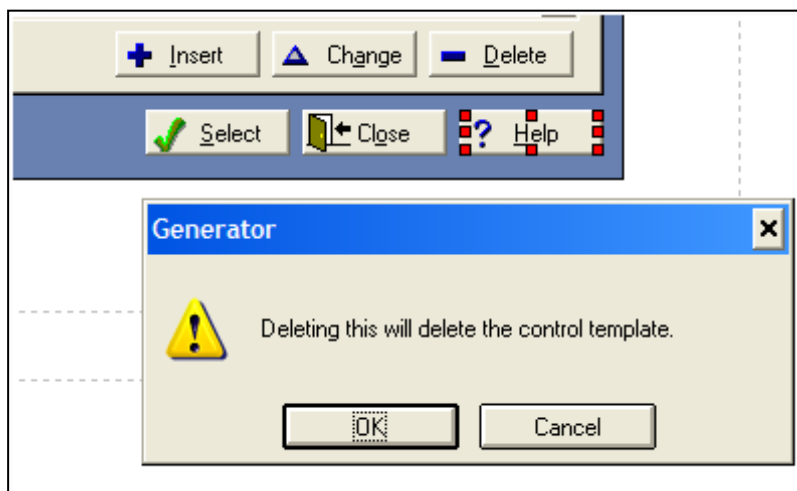 Insert Change Delete
Select Close ? Help
Generator
Deleting this will delete the control template.
OK Cancel